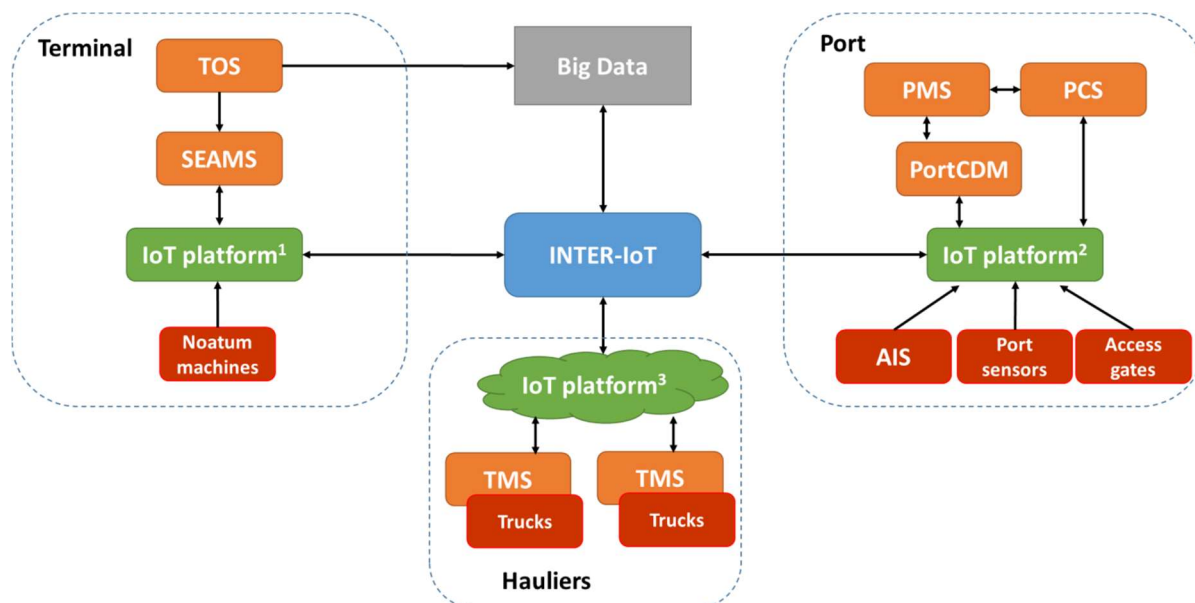 Terminal
TOS
SEAMS
IoT platform¹
Noatum
machines
Big Data
INTER-IoT
IoT platform³
TMS
Trucks
TMS
Trucks
Hauliers
Port
PMS
PCS
PortCDM
IoT platform²
AIS
Port
sensors
Access
gates